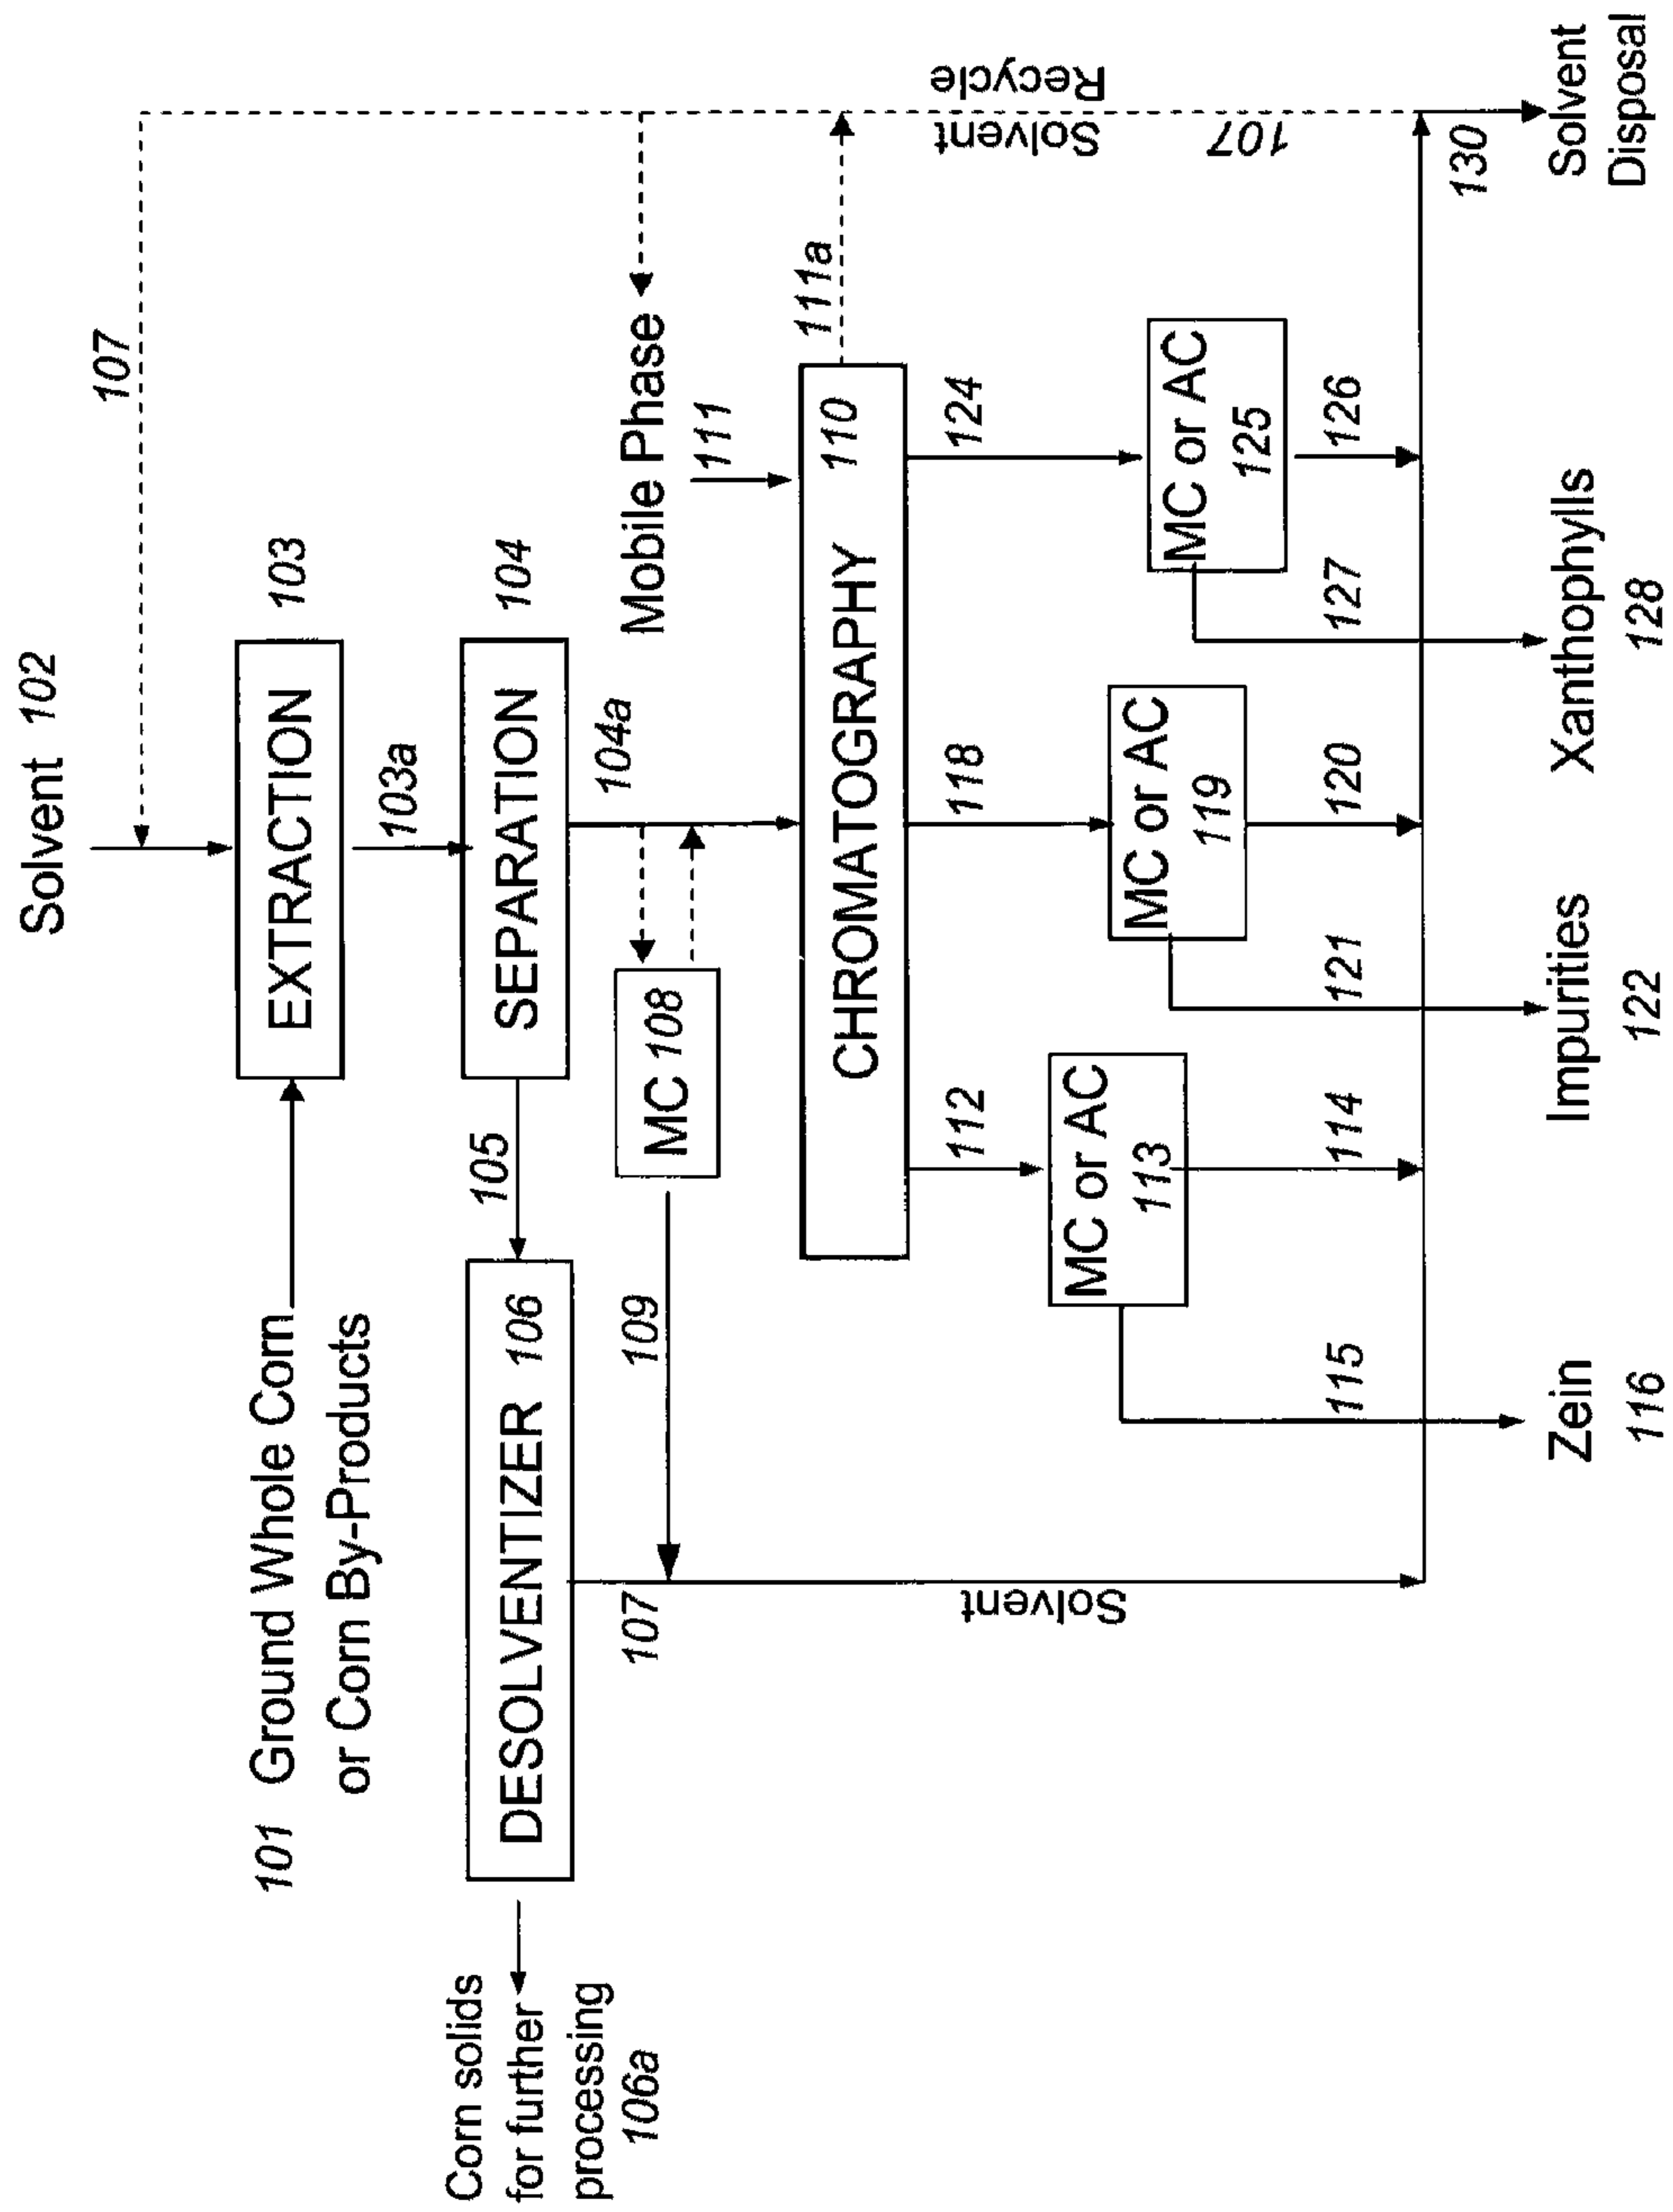 Solvent 102
107
101 Ground Whole Corn
or Corn By-Products
EXTRACTION
103
103a
SEPARATION
104
105
DESOLVENTIZER 106
Corn solids
for further
processing
106a
104a
MC 108
109
107
Solvent
Mobile Phase
111
CHROMATOGRAPHY 110
111a
Solvent
Recycle
107
112
118
124
MC or AC
113
MC or AC
119
MC or AC
125
115
114
121
120
127
126
130
Zein
116
Impurities
122
Xanthophylls
128
Solvent
Disposal